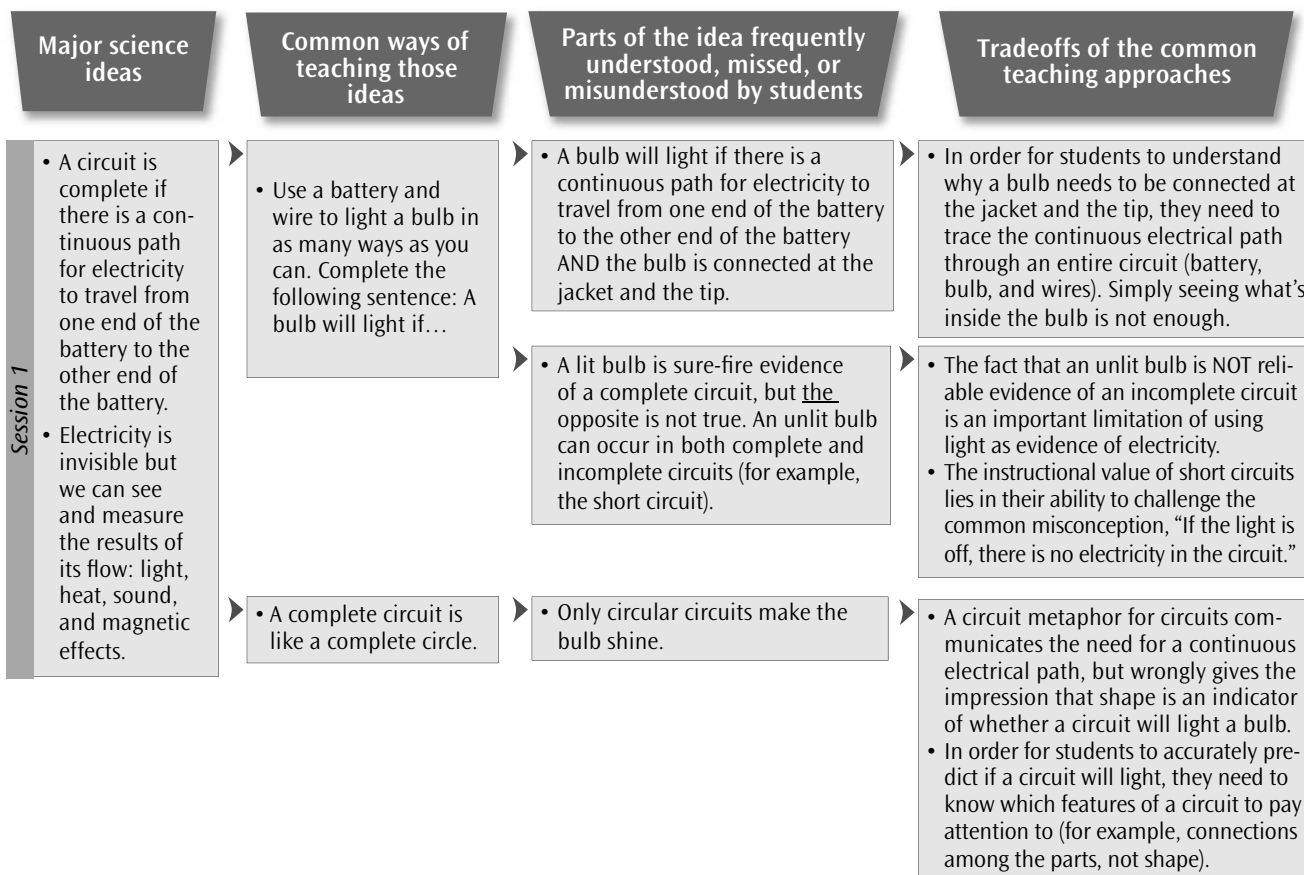 Major science
ideas
Common ways of
teaching those
ideas
Parts of the idea frequently
understood, missed, or
misunderstood by students
Tradeoffs of the common
teaching approaches
Session 1
• A circuit is
complete if
there is a con-
tinuous path
for electricity
to travel from
one end of the
battery to the
other end of
the battery.
• Electricity is
invisible but
we can see
and measure
the results of
its flow: light,
heat, sound,
and magnetic
effects.
• Use a battery and
wire to light a bulb in
as many ways as you
can. Complete the
following sentence: A
bulb will light if…
• A bulb will light if there is a
continuous path for electricity to
travel from one end of the battery
to the other end of the battery
AND the bulb is connected at the
jacket and the tip.
• In order for students to understand
why a bulb needs to be connected at
the jacket and the tip, they need to
trace the continuous electrical path
through an entire circuit (battery,
bulb, and wires). Simply seeing what's
inside the bulb is not enough.
• A lit bulb is sure-fire evidence
of a complete circuit, but the
opposite is not true. An unlit bulb
can occur in both complete and
incomplete circuits (for example,
the short circuit).
• The fact that an unlit bulb is NOT reli-
able evidence of an incomplete circuit
is an important limitation of using
light as evidence of electricity.
• The instructional value of short circuits
lies in their ability to challenge the
common misconception, “If the light is
off, there is no electricity in the circuit.”
• A complete circuit is
like a complete circle.
• Only circular circuits make the
bulb shine.
• A circuit metaphor for circuits com-
municates the need for a continuous
electrical path, but wrongly gives the
impression that shape is an indicator
of whether a circuit will light a bulb.
• In order for students to accurately pre-
dict if a circuit will light, they need to
know which features of a circuit to pay
attention to (for example, connections
among the parts, not shape).